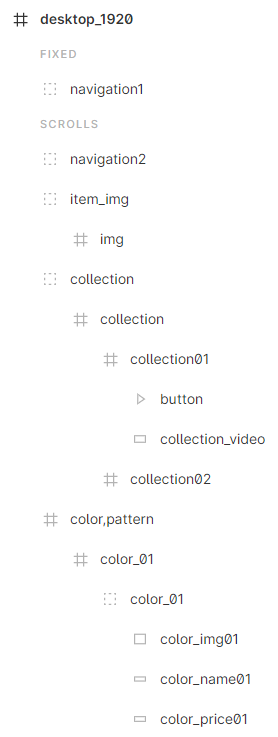 desktop_1920
FIXED
navigation1
SCROLLS
navigation2
item_img
img
collection
collection
collection01
button
collection_video
collection02
color,pattern
color_01
color_01
color_img01
color_name01
color_price01